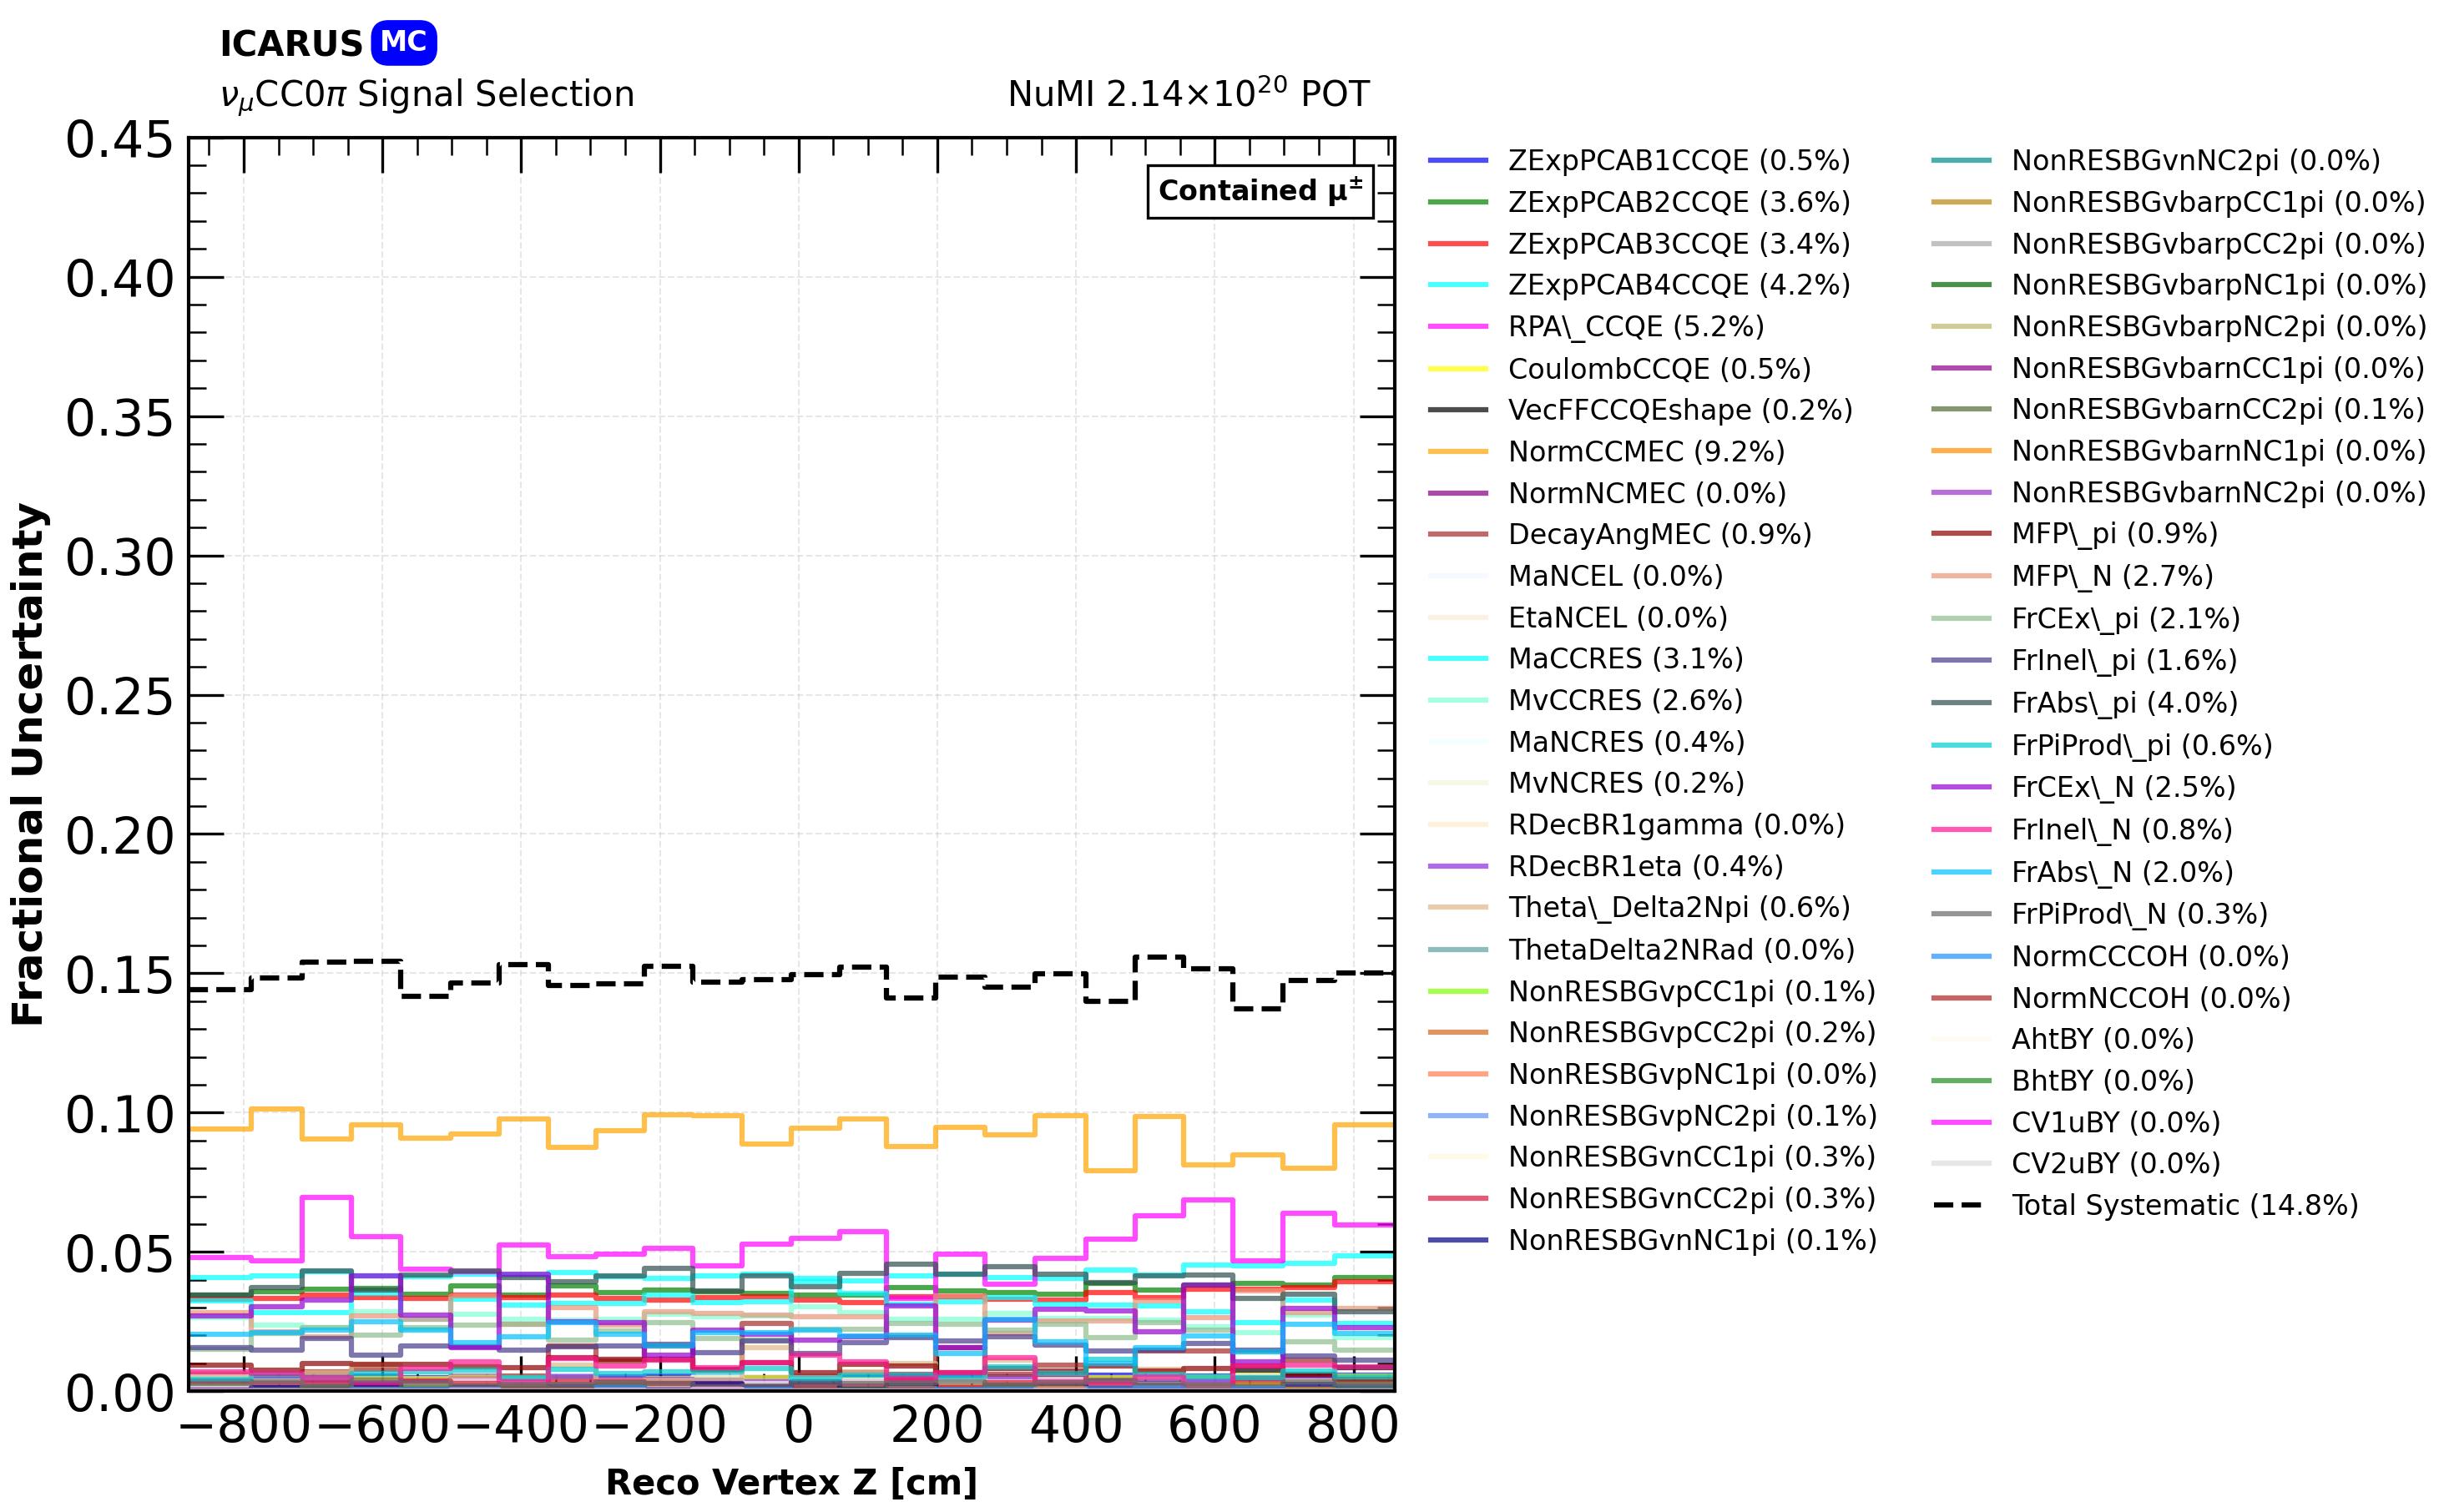 ICARUS MC
νμCC0π Signal Selection
NuMI 2.14×10²⁰ POT
0.45
0.40
0.35
0.30
0.25
0.20
0.15
0.10
0.05
0.00
Fractional Uncertainty
Contained μ±
−800
−600
−400
−200
0
200
400
600
800
Reco Vertex Z [cm]
ZExpPCAB1CCQE (0.5%)
ZExpPCAB2CCQE (3.6%)
ZExpPCAB3CCQE (3.4%)
ZExpPCAB4CCQE (4.2%)
RPA\_CCQE (5.2%)
CoulombCCQE (0.5%)
VecFFCCQEshape (0.2%)
NormCCMEC (9.2%)
NormNCMEC (0.0%)
DecayAngMEC (0.9%)
MaNCEL (0.0%)
EtaNCEL (0.0%)
MaCCRES (3.1%)
MvCCRES (2.6%)
MaNCRES (0.4%)
MvNCRES (0.2%)
RDecBR1gamma (0.0%)
RDecBR1eta (0.4%)
Theta\_Delta2Npi (0.6%)
ThetaDelta2NRad (0.0%)
NonRESBGvpCC1pi (0.1%)
NonRESBGvpCC2pi (0.2%)
NonRESBGvpNC1pi (0.0%)
NonRESBGvpNC2pi (0.1%)
NonRESBGvnCC1pi (0.3%)
NonRESBGvnCC2pi (0.3%)
NonRESBGvnNC1pi (0.1%)
NonRESBGvnNC2pi (0.0%)
NonRESBGvbarpCC1pi (0.0%)
NonRESBGvbarpCC2pi (0.0%)
NonRESBGvbarpNC1pi (0.0%)
NonRESBGvbarpNC2pi (0.0%)
NonRESBGvbarnCC1pi (0.0%)
NonRESBGvbarnCC2pi (0.1%)
NonRESBGvbarnNC1pi (0.0%)
NonRESBGvbarnNC2pi (0.0%)
MFP\_pi (0.9%)
MFP\_N (2.7%)
FrCEx\_pi (2.1%)
FrInel\_pi (1.6%)
FrAbs\_pi (4.0%)
FrPiProd\_pi (0.6%)
FrCEx\_N (2.5%)
FrInel\_N (0.8%)
FrAbs\_N (2.0%)
FrPiProd\_N (0.3%)
NormCCCOH (0.0%)
NormNCCOH (0.0%)
AhtBY (0.0%)
BhtBY (0.0%)
CV1uBY (0.0%)
CV2uBY (0.0%)
Total Systematic (14.8%)